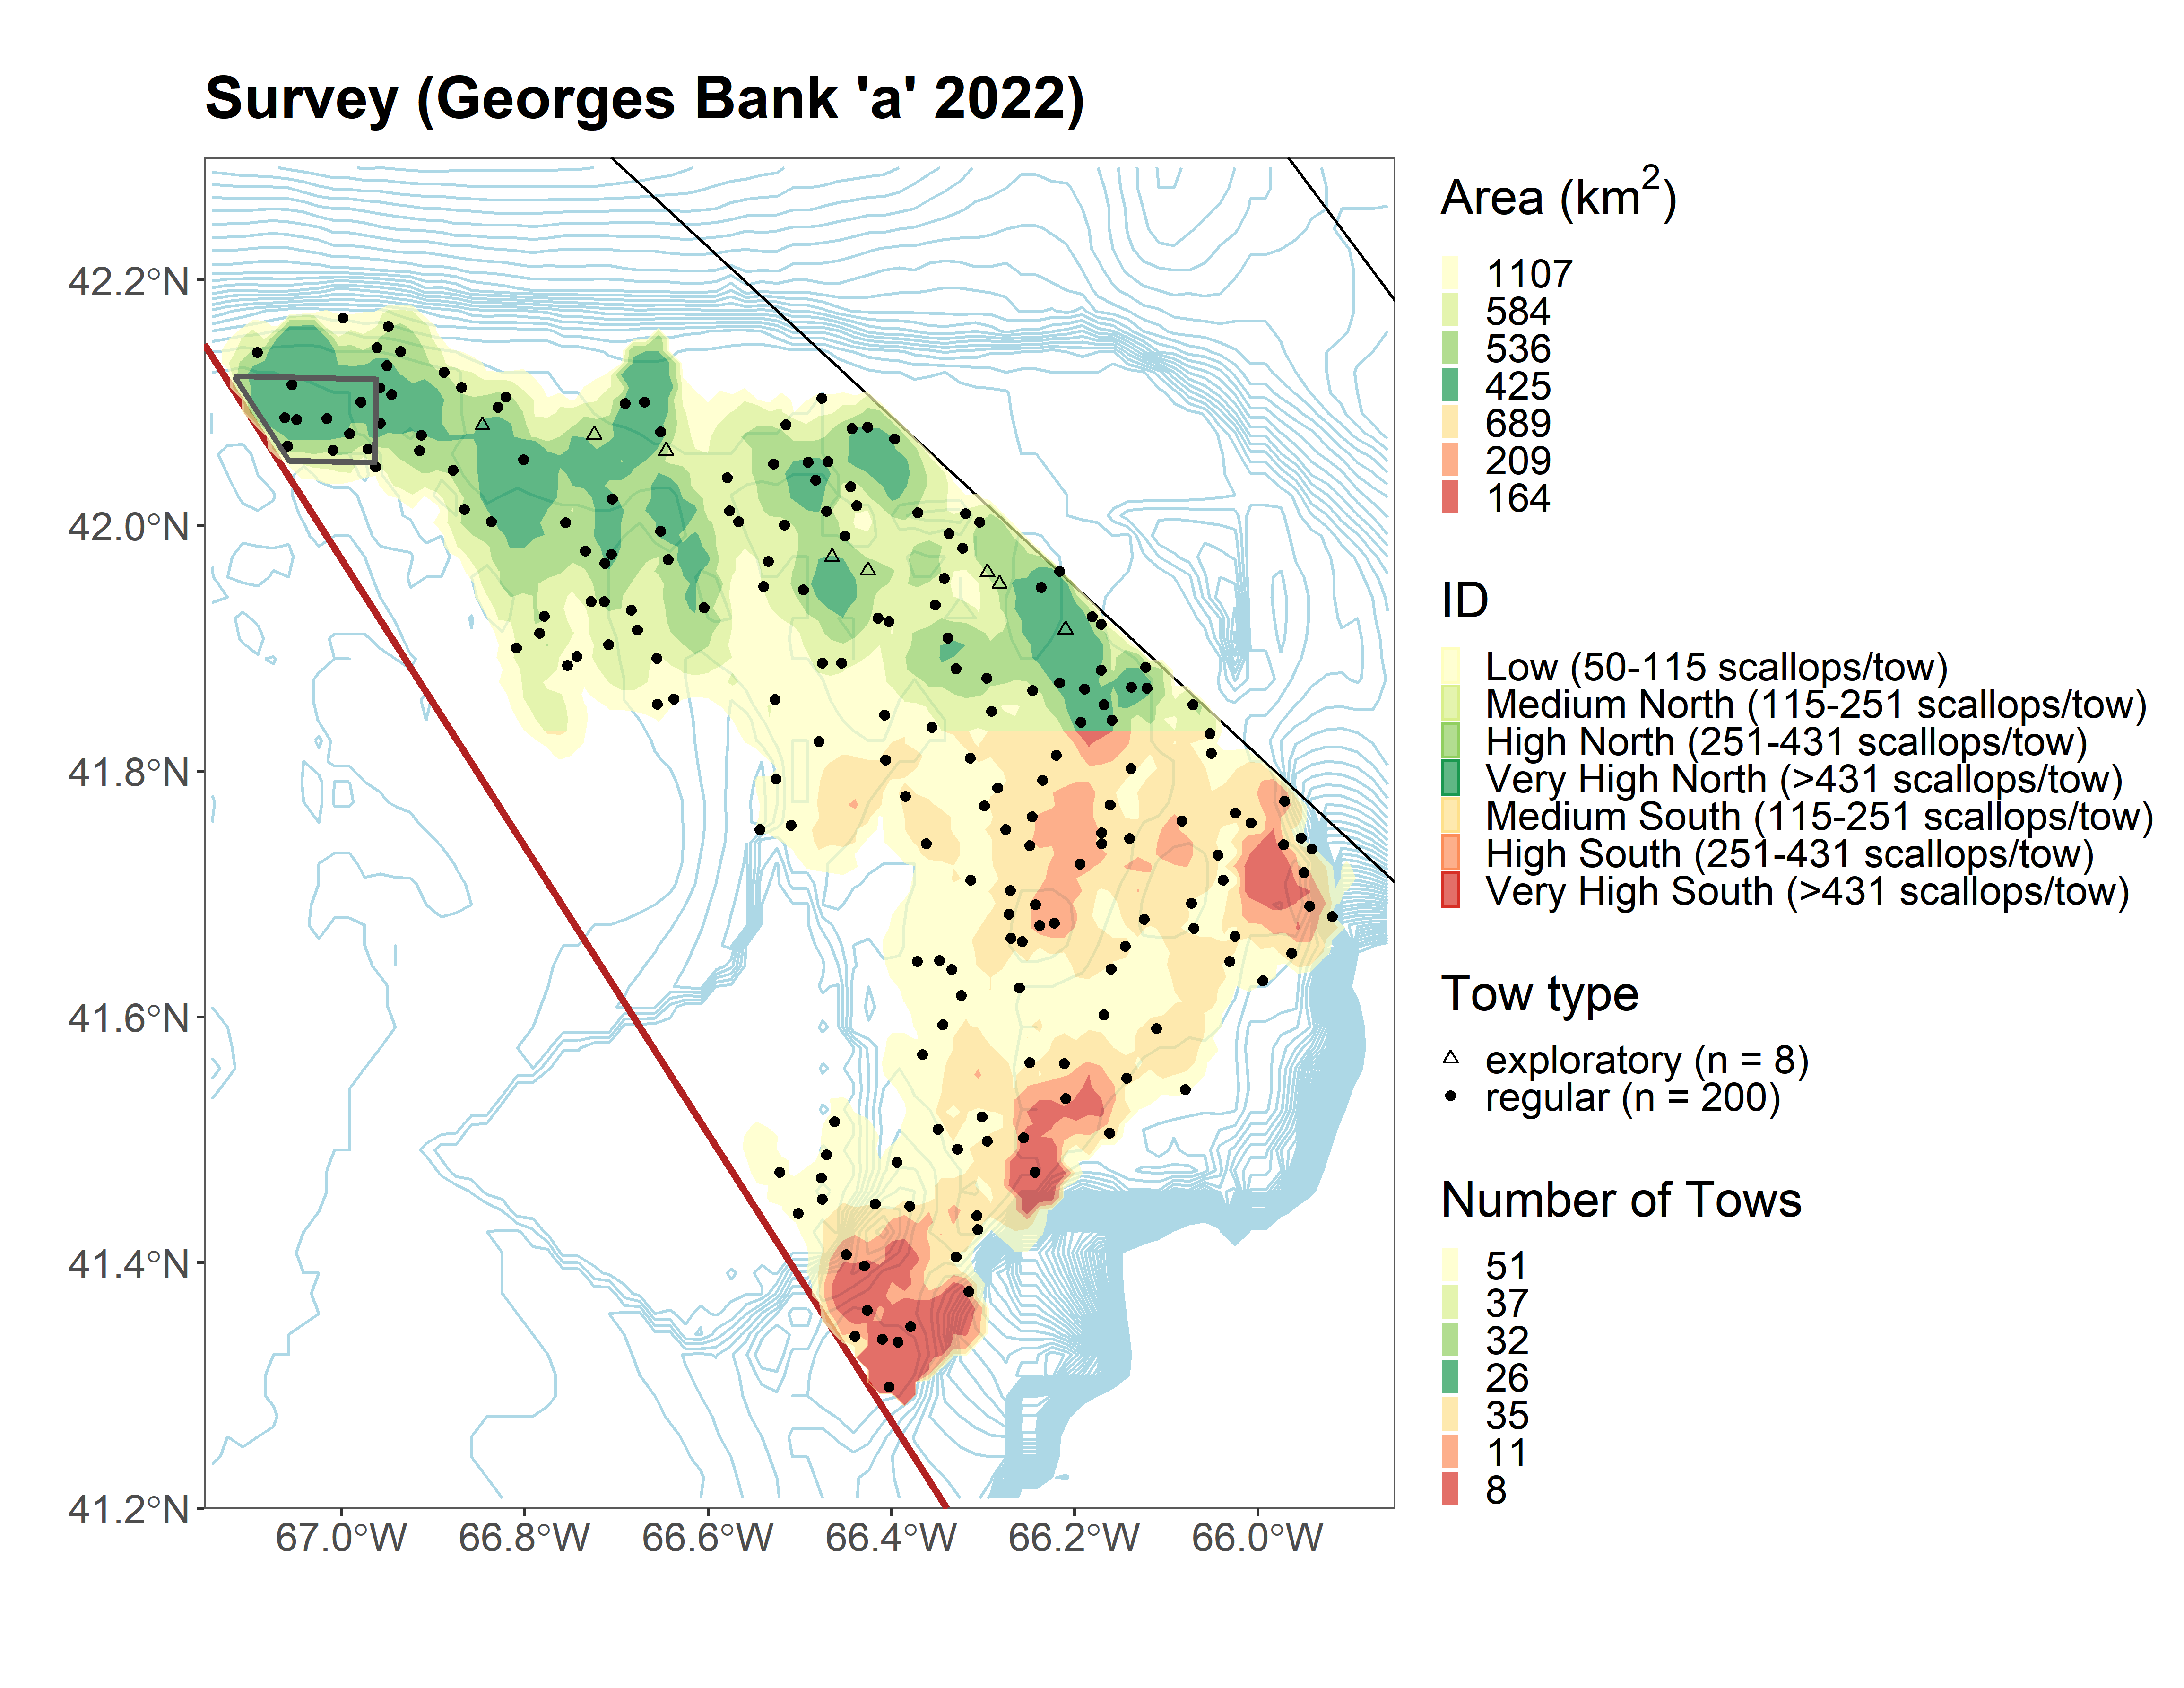 Survey (Georges Bank 'a' 2022)
42.2°N
42.0°N
41.8°N
41.6°N
41.4°N
41.2°N
67.0°W
66.8°W
66.6°W
66.4°W
66.2°W
66.0°W
Area (km²)
1107
584
536
425
689
209
164
ID
Low (50-115 scallops/tow)
Medium North (115-251 scallops/tow)
High North (251-431 scallops/tow)
Very High North (>431 scallops/tow)
Medium South (115-251 scallops/tow)
High South (251-431 scallops/tow)
Very High South (>431 scallops/tow)
Tow type
exploratory (n = 8)
regular (n = 200)
Number of Tows
51
37
32
26
35
11
8